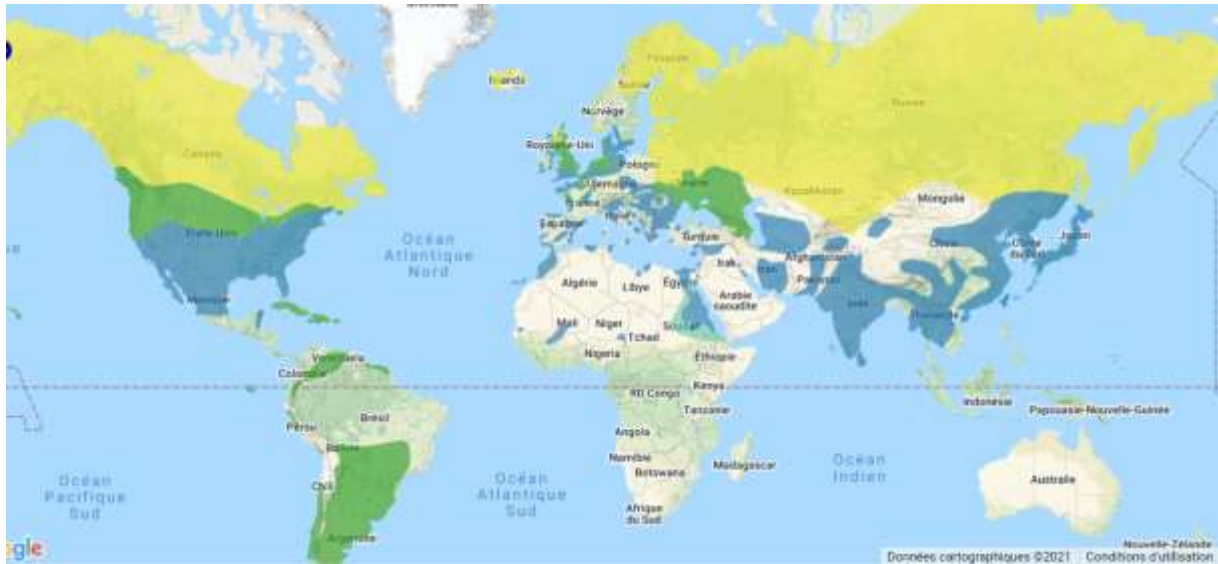 Islande
Finlande
Suède
Norvège
Russie
Canada
Royaume-Uni
Pologne
Allemagne
Ukraine
Kazakhstan
Mongolie
France
Italie
Espagne
Turquie
Chine
Japon
Corée
du Sud
États-Unis
Océan
Atlantique
Nord
Irak
Iran
Afghanistan
Pakistan
Algérie
Libye
Égypte
Arabie
saoudite
Inde
Mexique
Mali
Niger
Tchad
Soudan
Thaïlande
Nigeria
Éthiopie
Venezuela
Colombie
RD Congo
Kenya
Tanzanie
Indonésie
Papouasie-Nouvelle-Guinée
Brésil
Pérou
Bolivie
Angola
Namibie
Botswana
Madagascar
Océan
Indien
Australie
Océan
Pacifique
Sud
Chili
Océan
Atlantique
Sud
Afrique
du Sud
Argentine
Nouvelle-Zélande
gle
Données cartographiques ©2021
Conditions d'utilisation